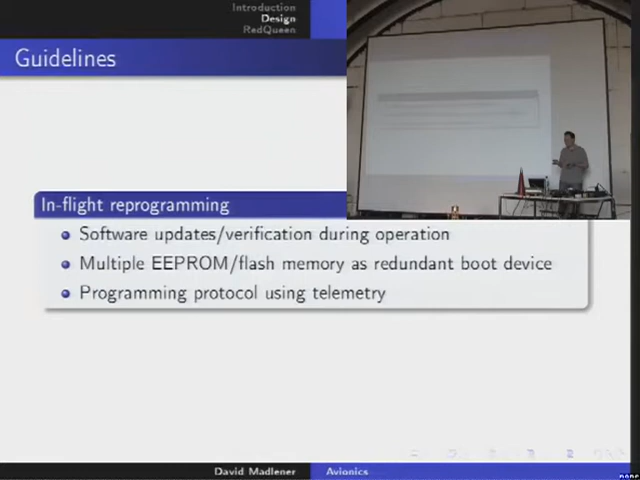 Introduction
Design
RedQueen
Guidelines
In-flight reprogramming
Software updates/verification during operation
Multiple EEPROM/flash memory as redundant boot device
Programming protocol using telemetry
David Madlener
Avionics